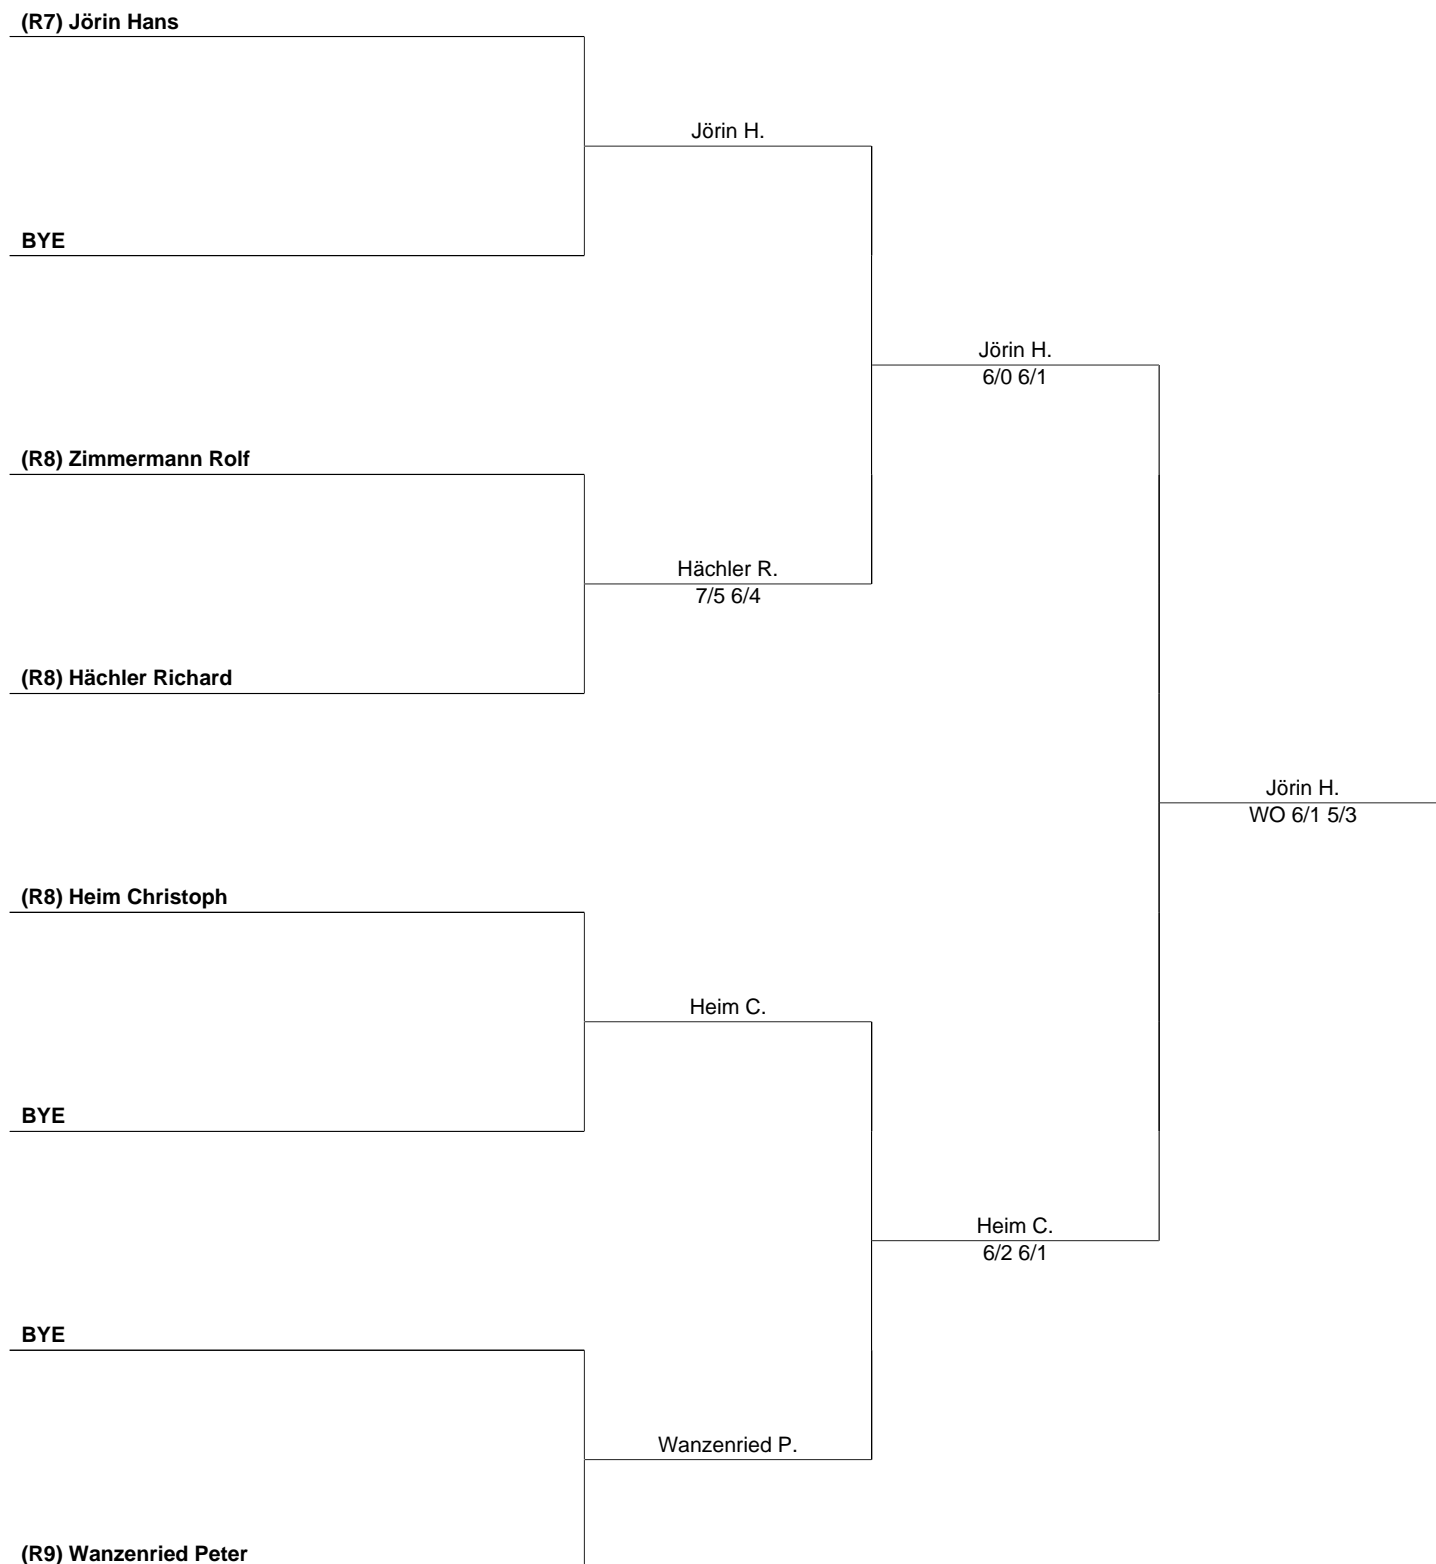 (R7) Jörin Hans
Jörin H.
BYE
Jörin H.
6/0 6/1
(R8) Zimmermann Rolf
Hächler R.
7/5 6/4
(R8) Hächler Richard
Jörin H.
WO 6/1 5/3
(R8) Heim Christoph
Heim C.
BYE
Heim C.
6/2 6/1
BYE
Wanzenried P.
(R9) Wanzenried Peter